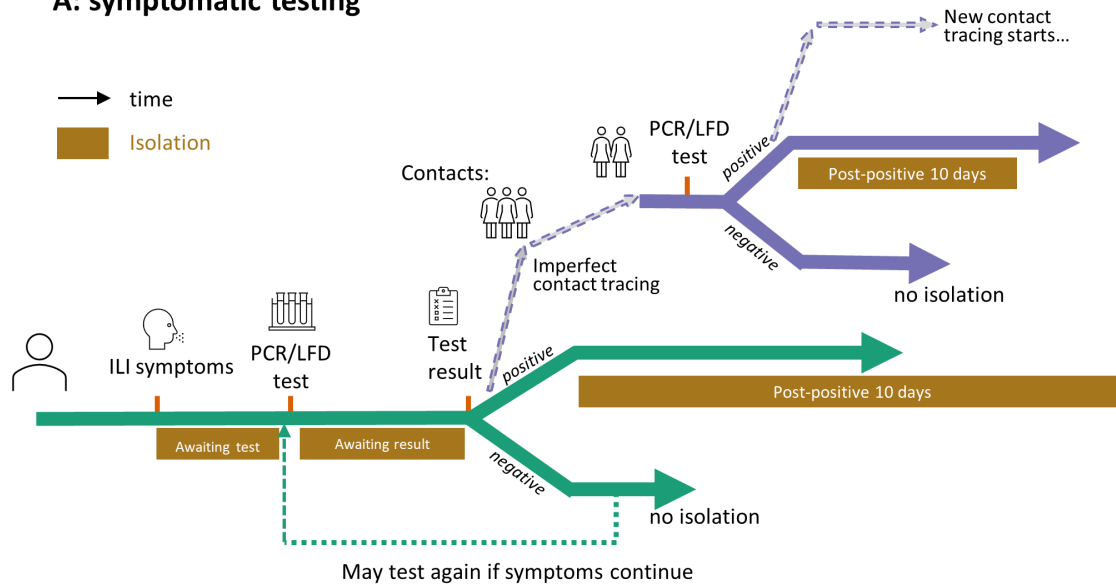 A: symptomatic testing
time
Isolation
New contact
tracing starts...
PCR/LFD
test
positive
Post-positive 10 days
Contacts:
negative
Imperfect
contact tracing
no isolation
ILI symptoms
PCR/LFD
test
Test
result
positive
Post-positive 10 days
Awaiting test
Awaiting result
negative
no isolation
May test again if symptoms continue